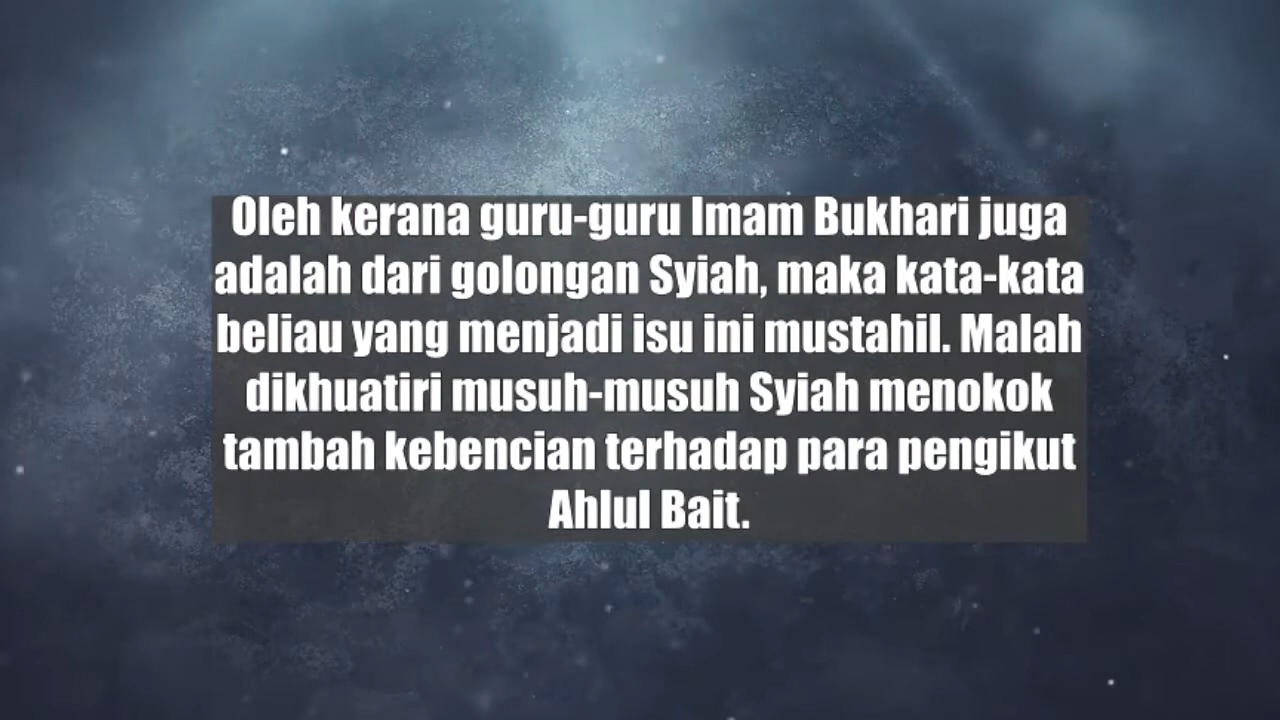 Oleh kerana guru-guru Imam Bukhari juga
adalah dari golongan Syiah, maka kata-kata
beliau yang menjadi isu ini mustahil. Malah
dikhuatiri musuh-musuh Syiah menokok
tambah kebencian terhadap para pengikut
Ahlul Bait.